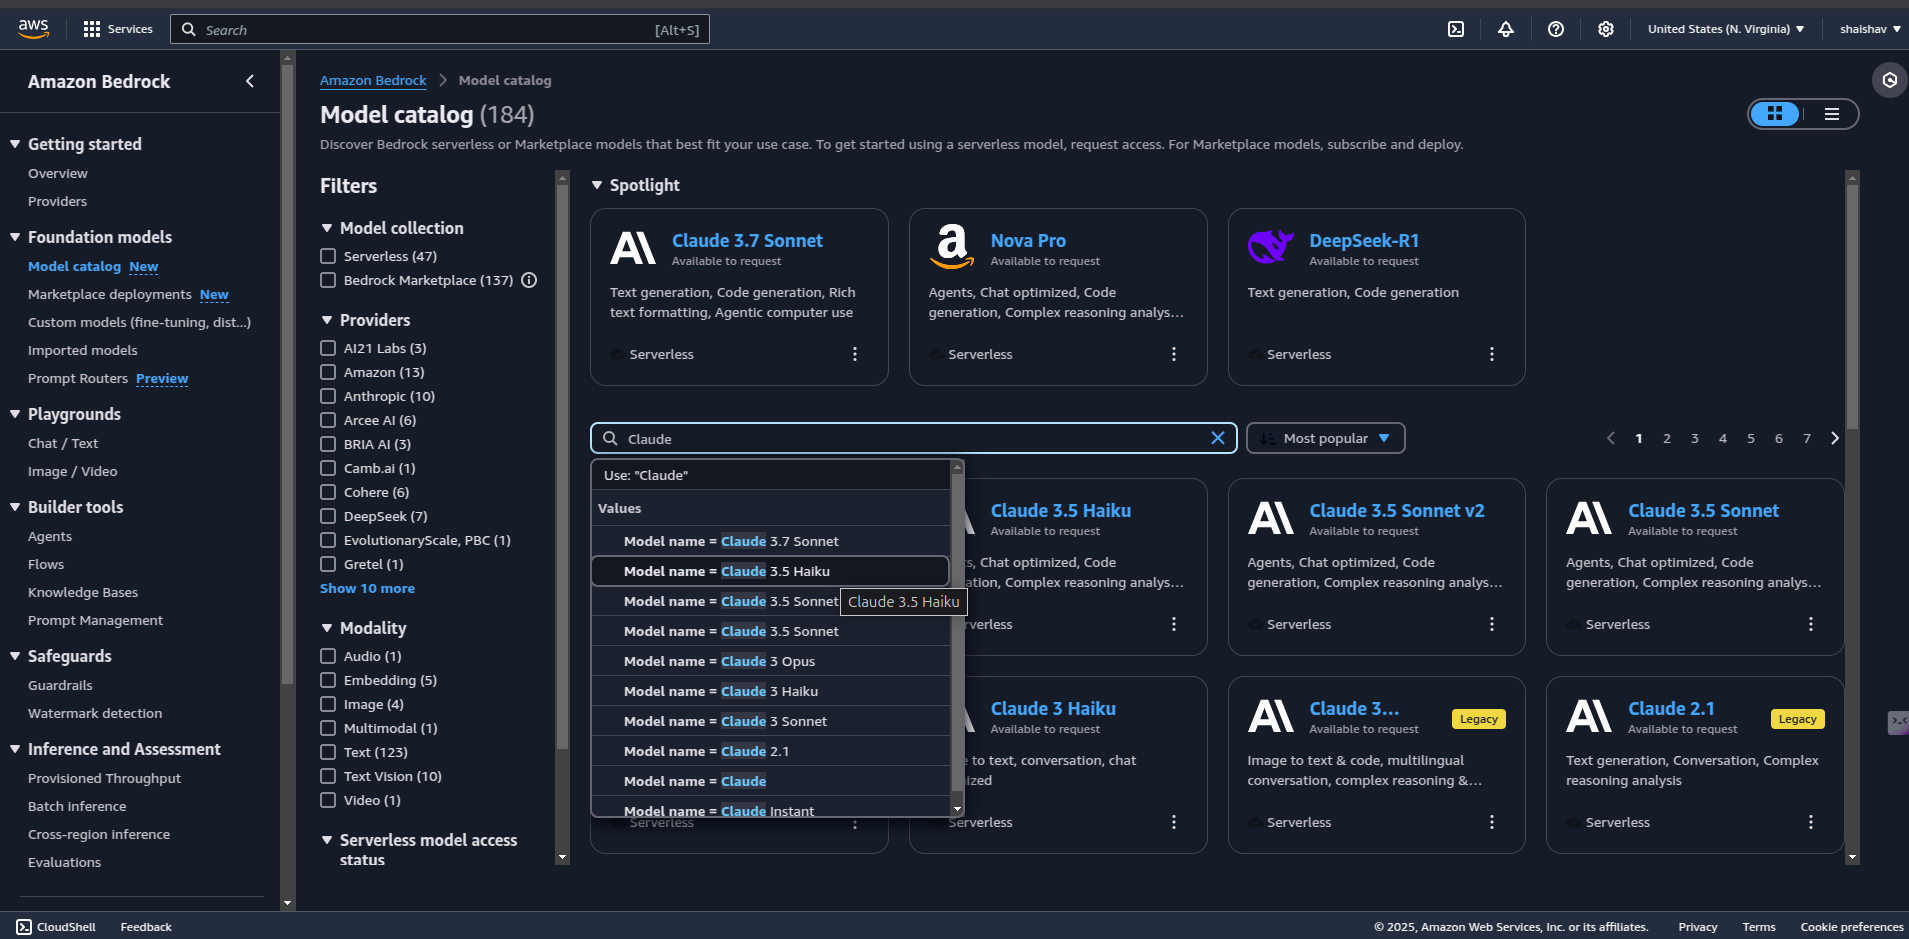 aws
Services
Search
[Alt+S]
United States (N. Virginia)
shaishav
Amazon Bedrock
Getting started
Overview
Providers
Foundation models
Model catalog New
Marketplace deployments New
Custom models (fine-tuning, dist...)
Imported models
Prompt Routers Preview
Playgrounds
Chat / Text
Image / Video
Builder tools
Agents
Flows
Knowledge Bases
Prompt Management
Safeguards
Guardrails
Watermark detection
Inference and Assessment
Provisioned Throughput
Batch inference
Cross-region inference
Evaluations
Amazon Bedrock
Model catalog
Model catalog (184)
Discover Bedrock serverless or Marketplace models that best fit your use case. To get started using a serverless model, request access. For Marketplace models, subscribe and deploy.
Filters
Model collection
Serverless (47)
Bedrock Marketplace (137)
Providers
AI21 Labs (3)
Amazon (13)
Anthropic (10)
Arcee AI (6)
BRIA AI (3)
Camb.ai (1)
Cohere (6)
DeepSeek (7)
EvolutionaryScale, PBC (1)
Gretel (1)
Show 10 more
Modality
Audio (1)
Embedding (5)
Image (4)
Multimodal (1)
Text (123)
Text Vision (10)
Video (1)
Serverless model access
status
Spotlight
Claude 3.7 Sonnet
Available to request
Text generation, Code generation, Rich
text formatting, Agentic computer use
Serverless
Nova Pro
Available to request
Agents, Chat optimized, Code
generation, Complex reasoning analys...
Serverless
DeepSeek-R1
Available to request
Text generation, Code generation
Serverless
Claude
Most popular
1 2 3 4 5 6 7
Use: "Claude"
Values
Model name = Claude 3.7 Sonnet
Model name = Claude 3.5 Haiku
Model name = Claude 3.5 Sonnet
Claude 3.5 Haiku
Model name = Claude 3.5 Sonnet
Model name = Claude 3 Opus
Model name = Claude 3 Haiku
Model name = Claude 3 Sonnet
Model name = Claude 2.1
Model name = Claude
Model name = Claude Instant
Serverless
Claude 3.5 Haiku
Available to request
s, Chat optimized, Code
ation, Complex reasoning analys...
verless
Claude 3.5 Sonnet v2
Available to request
Agents, Chat optimized, Code
generation, Complex reasoning analys...
Serverless
Claude 3.5 Sonnet
Available to request
Agents, Chat optimized, Code
generation, Complex reasoning analys...
Serverless
Claude 3 Haiku
Available to request
e to text, conversation, chat
ized
Serverless
Claude 3...
Legacy
Available to request
Image to text & code, multilingual
conversation, complex reasoning &...
Serverless
Claude 2.1
Legacy
Available to request
Text generation, Conversation, Complex
reasoning analysis
Serverless
CloudShell
Feedback
© 2025, Amazon Web Services, Inc. or its affiliates.
Privacy
Terms
Cookie preferences